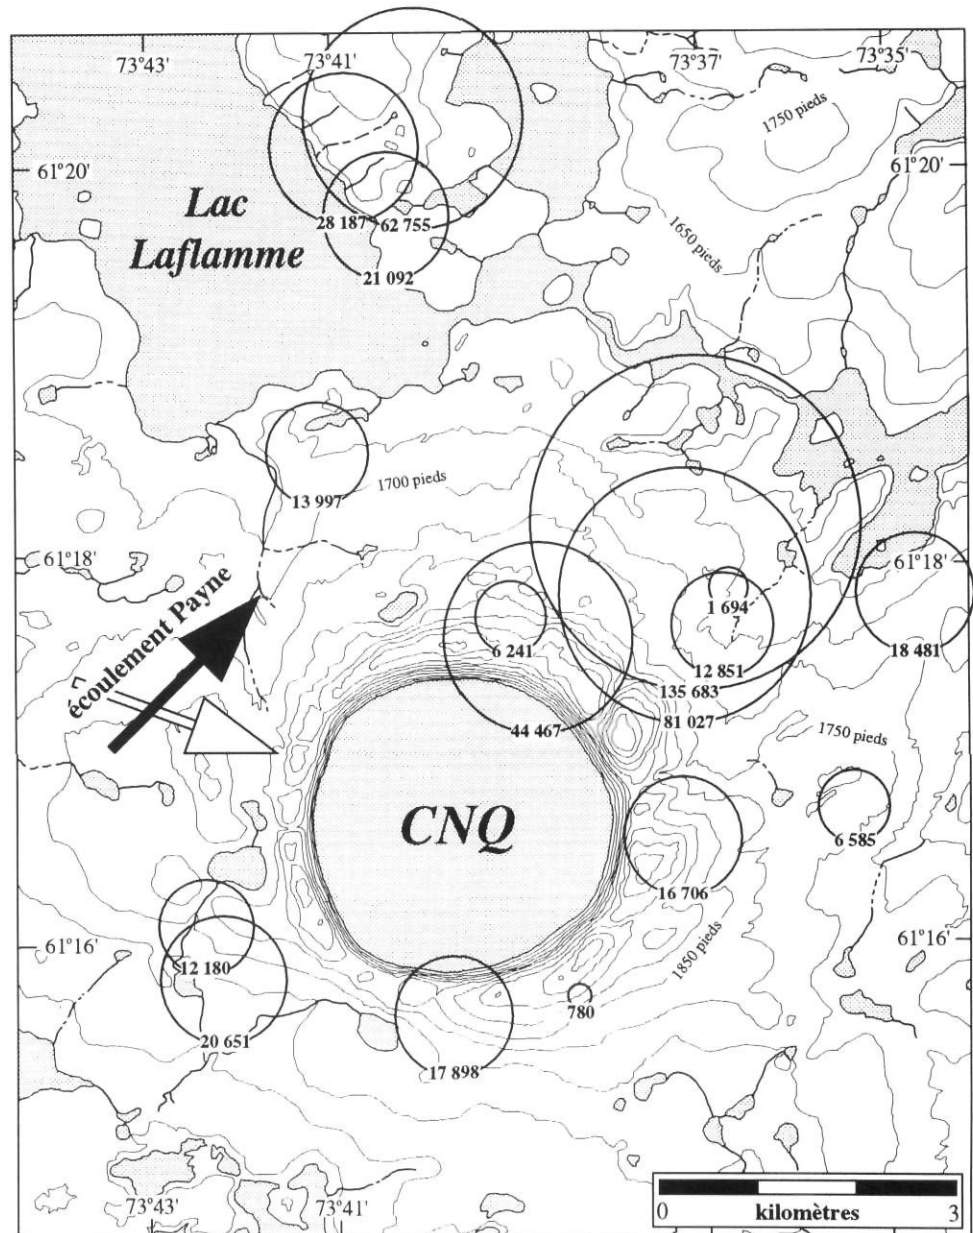 73°43'
73°41'
73°37'
73°35'
1750 pieds
61°20'
61°20'
Lac
Laflamme
28 187
62 755
21 092
1650 pieds
13 997
1700 pieds
61°18'
61°18'
écoulement Payne
1 694
6 241
12 851
18 481
135 683
81 027
44 467
1750 pieds
CNQ
6 585
16 706
1850 pieds
61°16'
61°16'
12 180
780
20 651
17 898
73°43'
73°41'
0 kilomètres 3